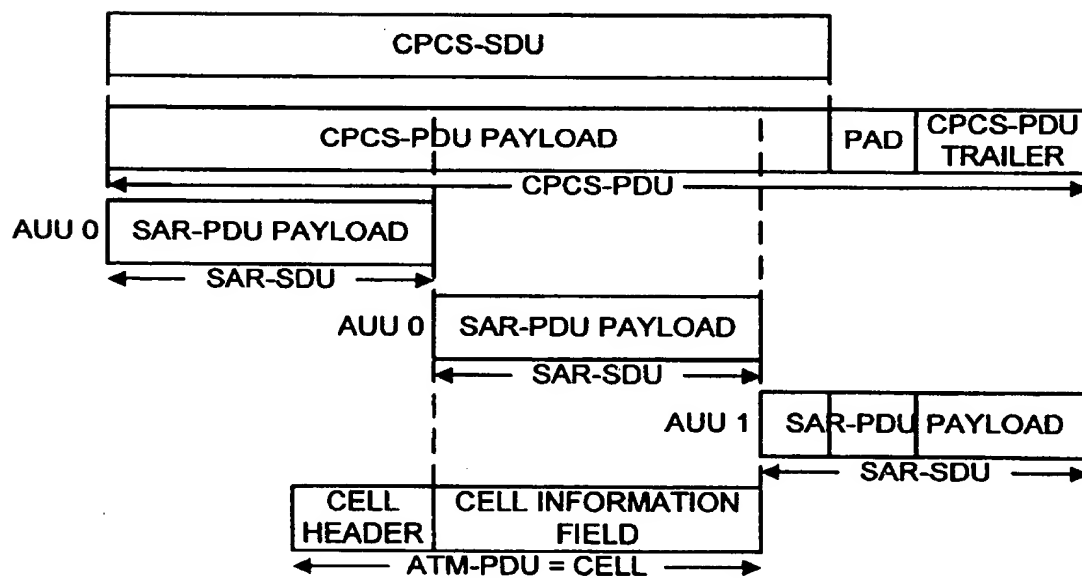 CPCS-SDU
CPCS-PDU PAYLOAD
PAD
CPCS-PDU
TRAILER
CPCS-PDU
AUU 0
SAR-PDU PAYLOAD
SAR-SDU
AUU 0
SAR-PDU PAYLOAD
SAR-SDU
AUU 1
SAR-PDU PAYLOAD
SAR-SDU
CELL
HEADER
CELL INFORMATION
FIELD
ATM-PDU = CELL